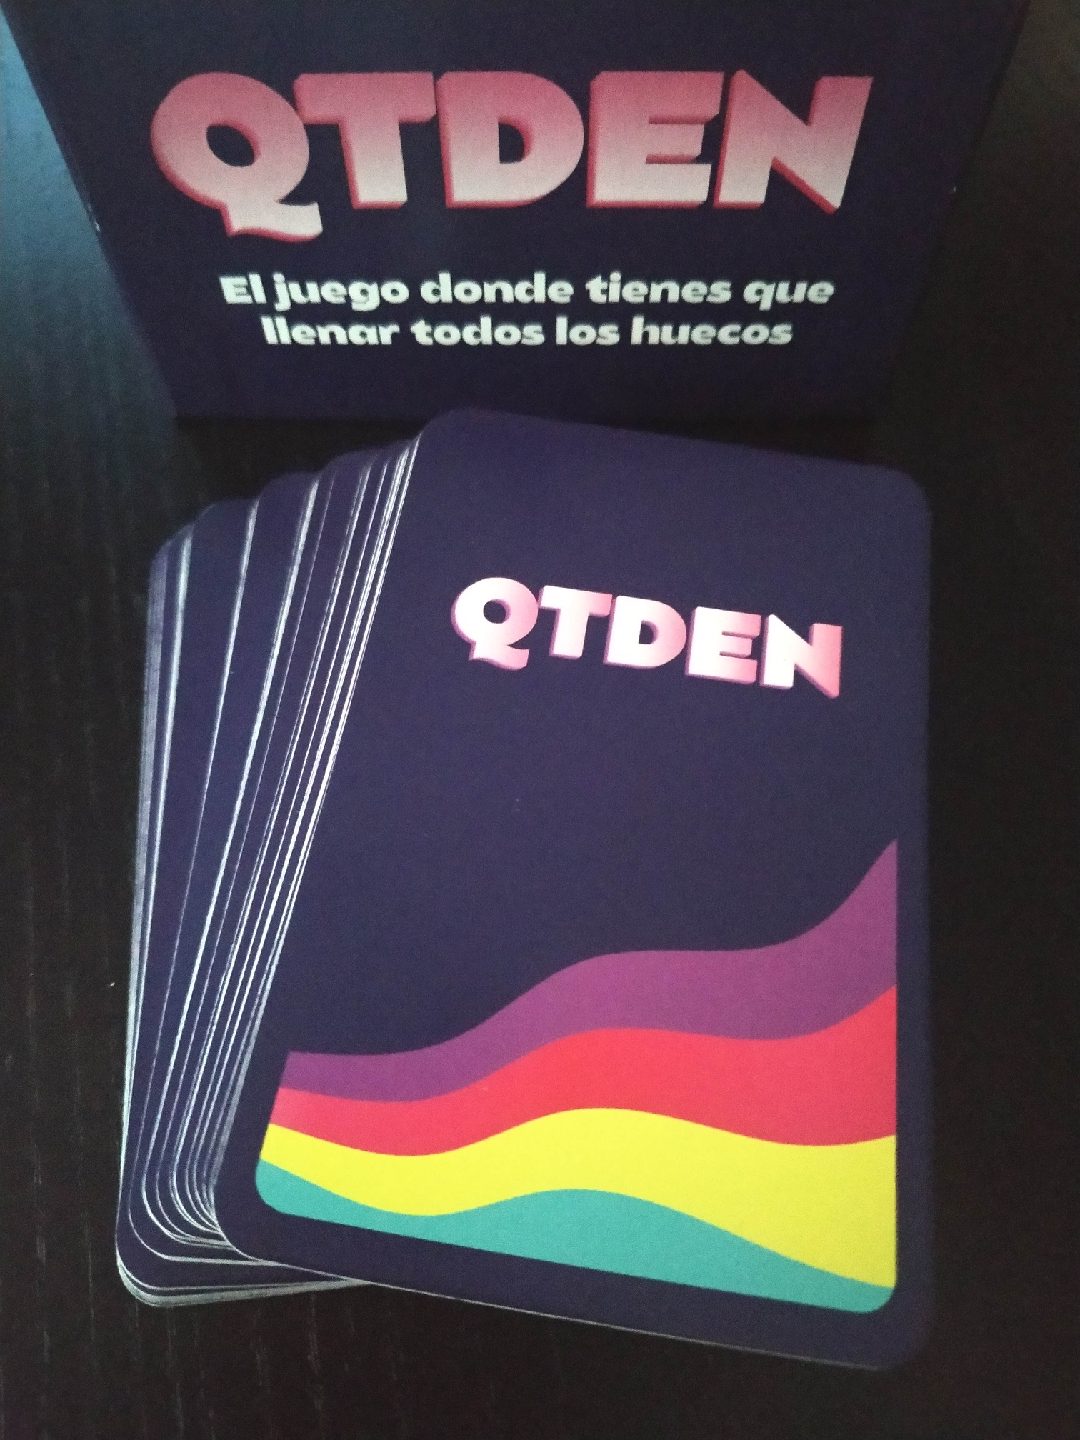 QTDEN
El juego donde tienes que
llenar todos los huecos
QTDEN